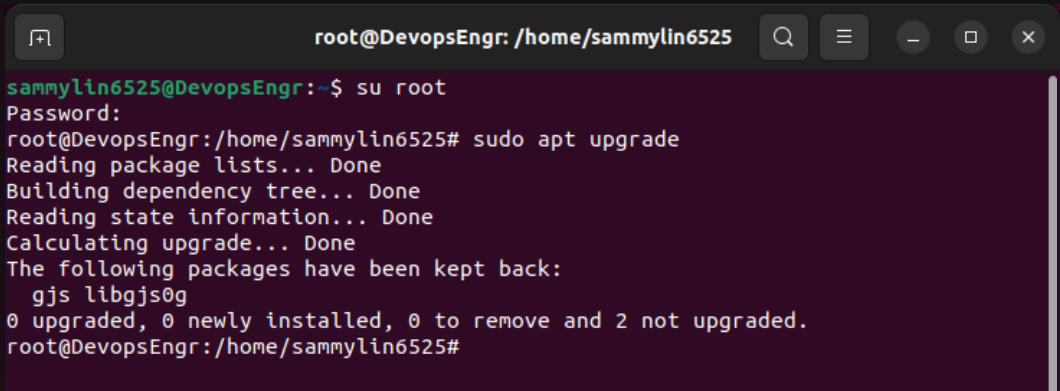 root@DevopsEngr: /home/sammylin6525
sammylin6525@DevopsEngr:~$ su root
Password:
root@DevopsEngr:/home/sammylin6525# sudo apt upgrade
Reading package lists... Done
Building dependency tree... Done
Reading state information... Done
Calculating upgrade... Done
The following packages have been kept back:
  gjs libgjs0g
0 upgraded, 0 newly installed, 0 to remove and 2 not upgraded.
root@DevopsEngr:/home/sammylin6525#